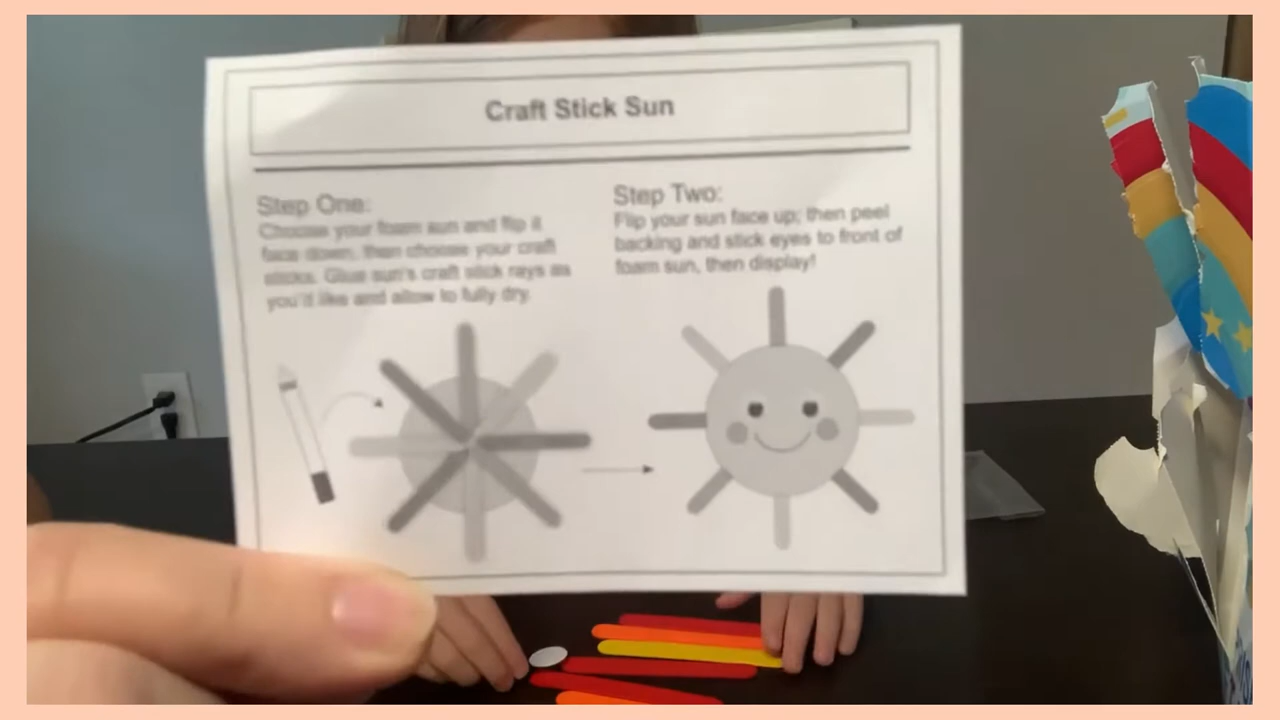 Craft Stick Sun
Step One:
Choose your foam sun and flip it
face down, then choose your craft
sticks. Glue sun's craft stick rays as
you'd like and allow to fully dry.
Step Two:
Flip your sun face up; then peel
backing and stick eyes to front of
foam sun, then display!